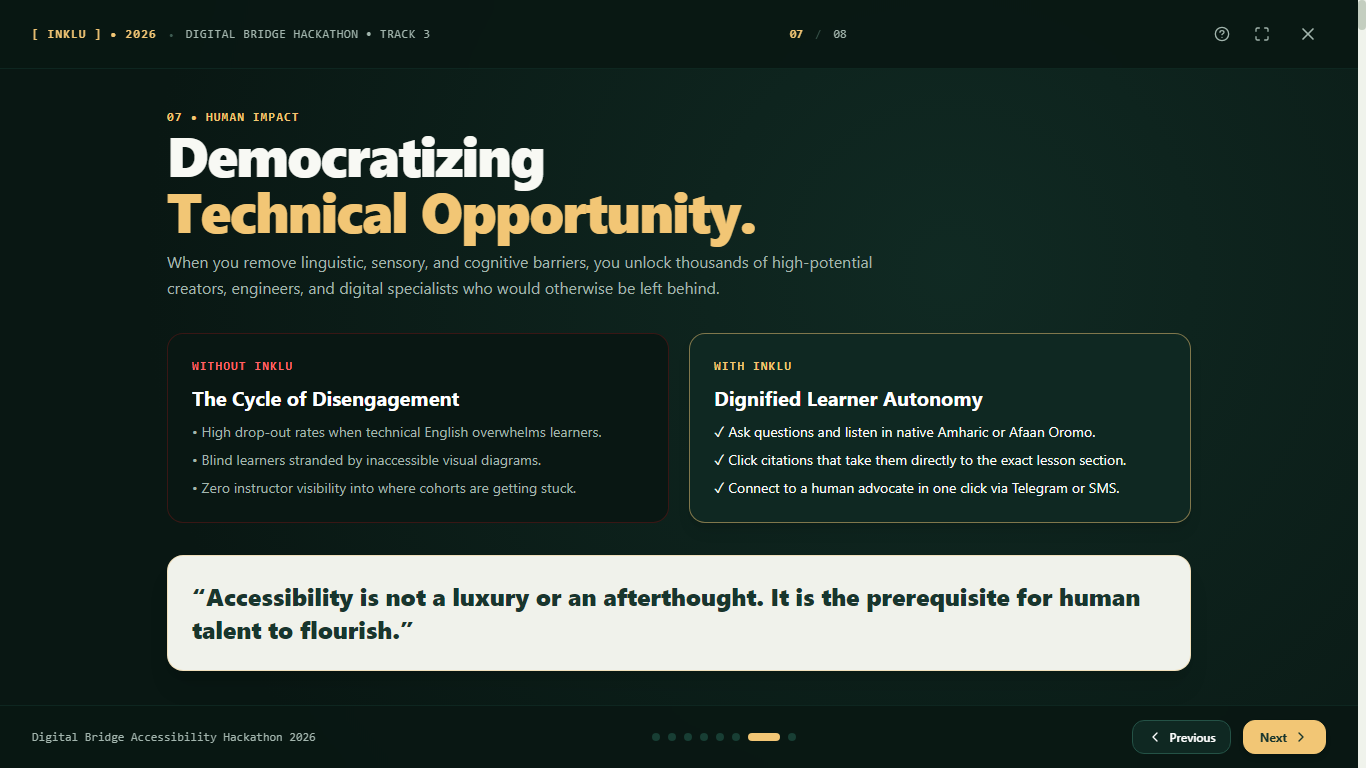 [ INKLU ] • 2026 • DIGITAL BRIDGE HACKATHON • TRACK 3
07 / 08
07 • HUMAN IMPACT
Democratizing
Technical Opportunity.
When you remove linguistic, sensory, and cognitive barriers, you unlock thousands of high-potential
creators, engineers, and digital specialists who would otherwise be left behind.
WITHOUT INKLU
The Cycle of Disengagement
• High drop-out rates when technical English overwhelms learners.
• Blind learners stranded by inaccessible visual diagrams.
• Zero instructor visibility into where cohorts are getting stuck.
WITH INKLU
Dignified Learner Autonomy
✓ Ask questions and listen in native Amharic or Afaan Oromo.
✓ Click citations that take them directly to the exact lesson section.
✓ Connect to a human advocate in one click via Telegram or SMS.
“Accessibility is not a luxury or an afterthought. It is the prerequisite for human
talent to flourish.”
Digital Bridge Accessibility Hackathon 2026
Previous
Next